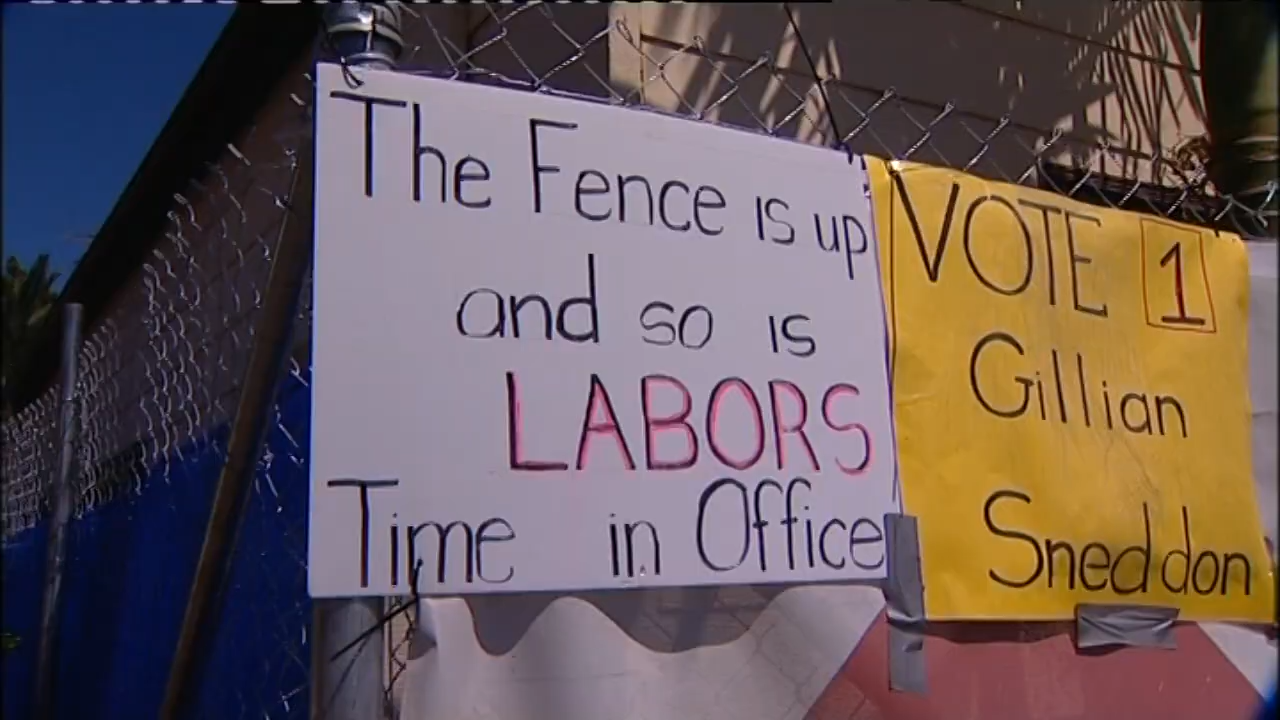 The Fence is up
and so is
LABORS
Time in Office
VOTE 1
Gillian
Sneddon